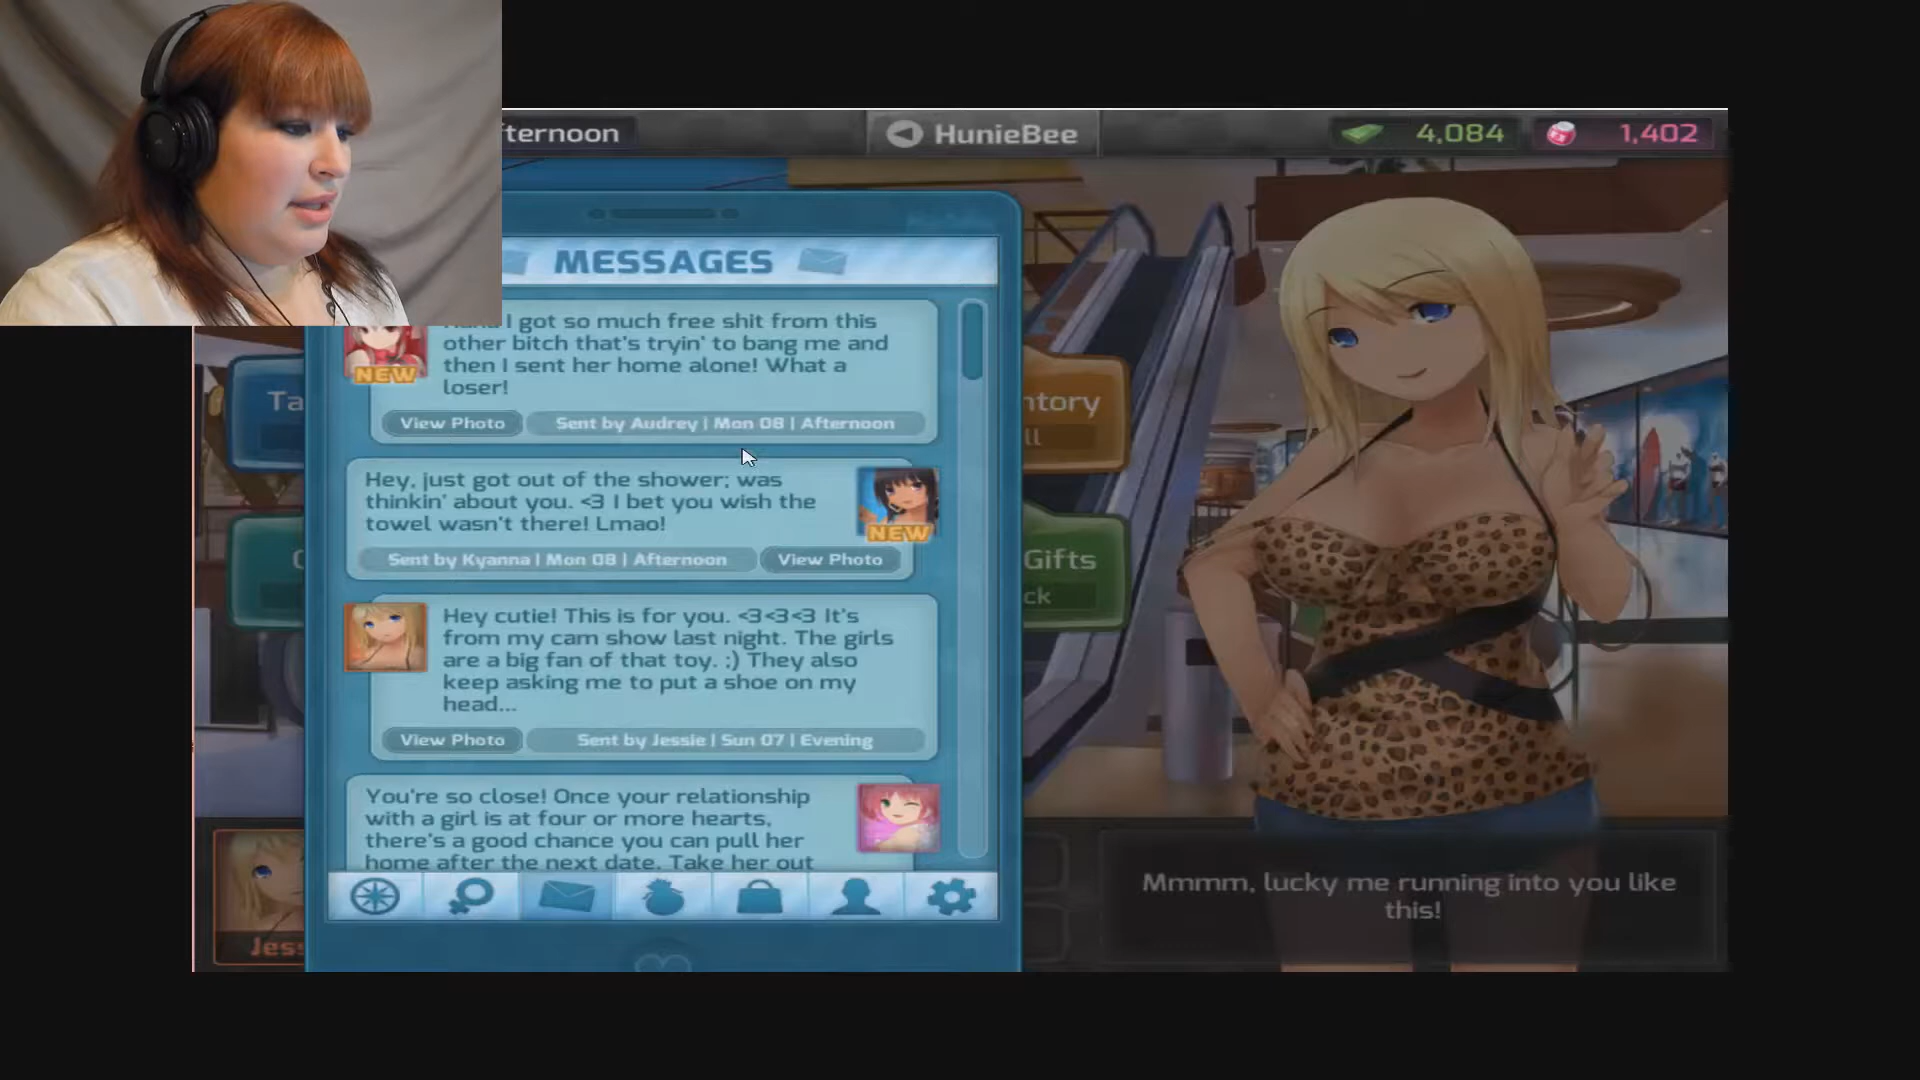 fternoon
HunieBee
4,084
1,402
MESSAGES
I got so much free shit from this
other bitch that's tryin' to bang me and
then I sent her home alone! What a
loser!
NEW
View Photo
Sent by Audrey | Mon 08 | Afternoon
Hey, just got out of the shower; was
thinkin' about you. <3 I bet you wish the
towel wasn't there! Lmao!
NEW
Sent by Kyanna | Mon 08 | Afternoon
View Photo
Hey cutie! This is for you. <3<3<3 It's
from my cam show last night. The girls
are a big fan of that toy. ;) They also
keep asking me to put a shoe on my
head...
View Photo
Sent by Jessie | Sun 07 | Evening
You're so close! Once your relationship
with a girl is at four or more hearts,
there's a good chance you can pull her
home after the next date. Take her out
Ta
ntory
ll
Gifts
ck
Jess
Mmmm, lucky me running into you like
this!